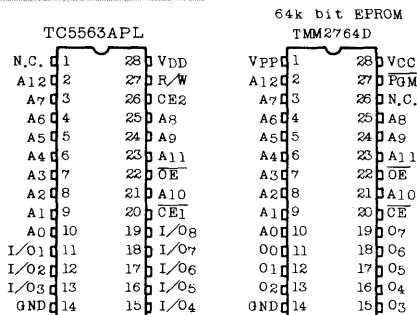 64k bit EPROM
TC5563APL
TMM2764D
N.C. 1 28 VDD
A12 2 27 R/W
A7 3 26 CE2
A6 4 25 A8
A5 5 24 A9
A4 6 23 A11
A3 7 22 OE
A2 8 21 A10
A1 9 20 CE1
A0 10 19 I/O8
I/O1 11 18 I/O7
I/O2 12 17 I/O6
I/O3 13 16 I/O5
GND 14 15 I/O4
VPP 1 28 VCC
A12 2 27 PGM
A7 3 26 N.C.
A6 4 25 A8
A5 5 24 A9
A4 6 23 A11
A3 7 22 OE
A2 8 21 A10
A1 9 20 CE
A0 10 19 O7
O0 11 18 O6
O1 12 17 O5
O2 13 16 O4
GND 14 15 O3